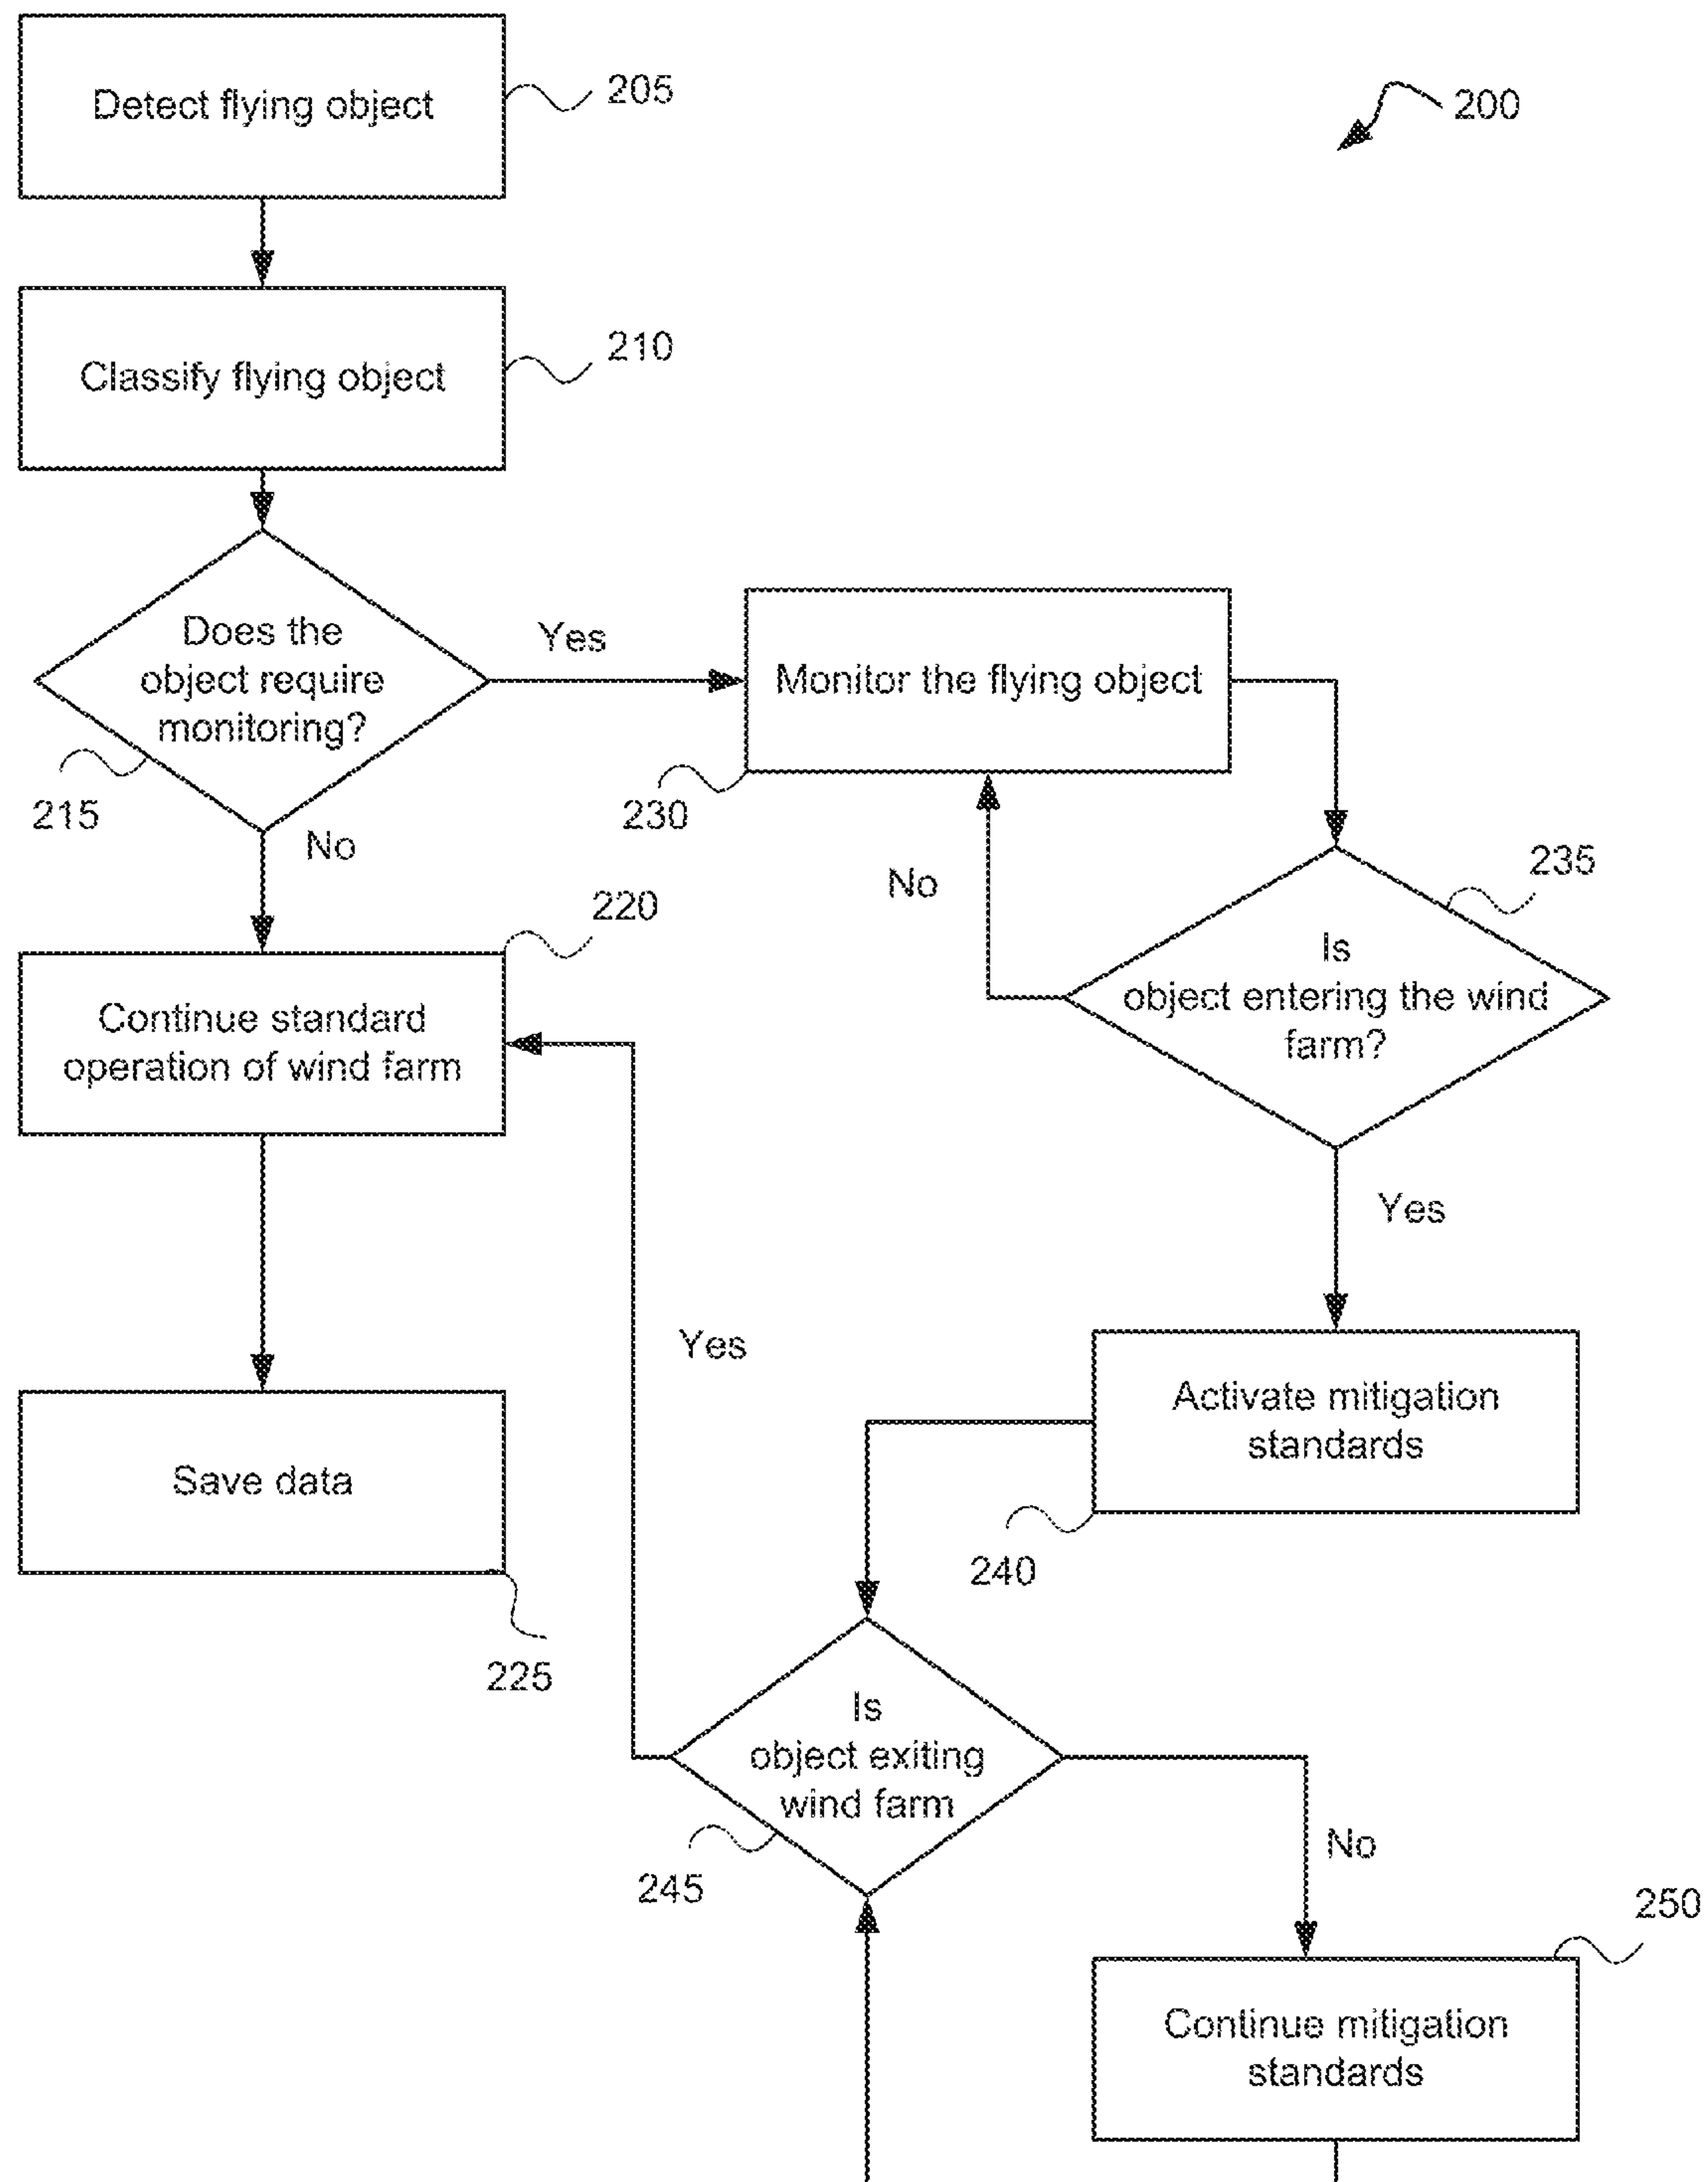 Detect flying object
205
200
Classify flying object
210
Does the
object require
monitoring?
215
Yes
No
Monitor the flying object
230
No
235
Is
object entering the wind
farm?
Yes
220
Continue standard
operation of wind farm
Yes
Activate mitigation
standards
240
Save data
225
Is
object exiting
wind farm
245
No
250
Continue mitigation
standards